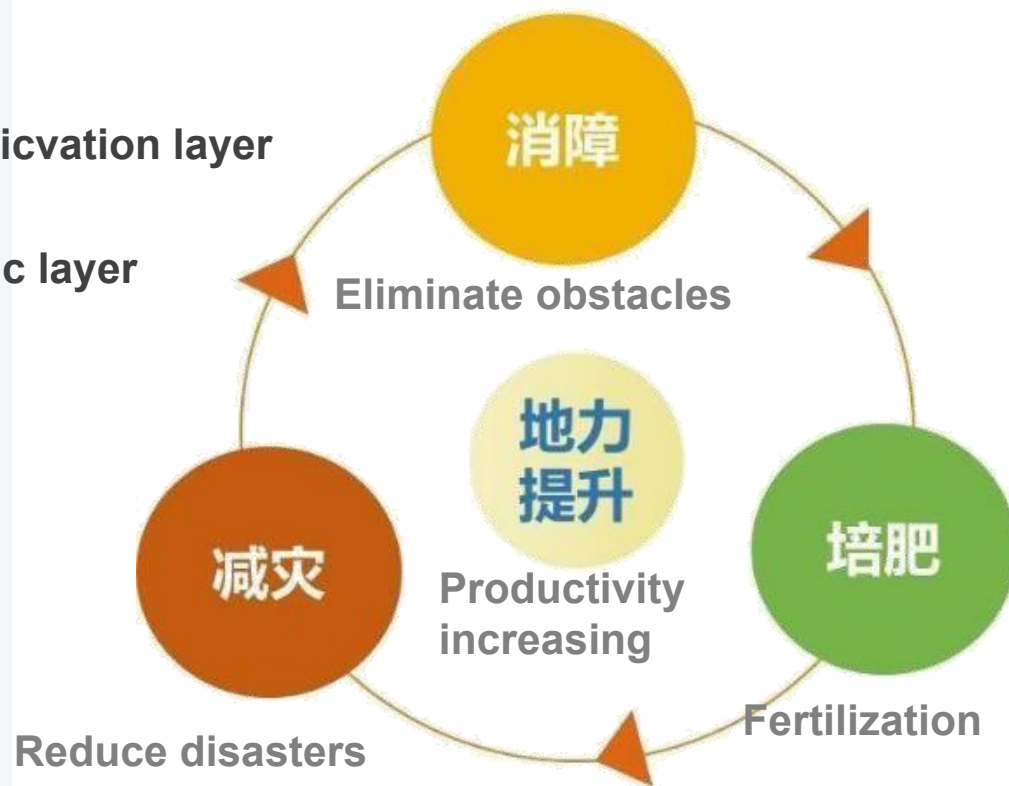 消障
icvation layer
c layer
Eliminate obstacles
地力
提升
减灾
培肥
Productivity
increasing
Fertilization
Reduce disasters